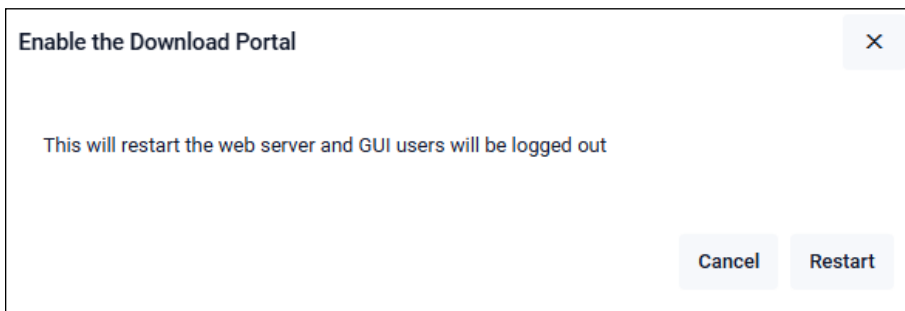 Enable the Download Portal
This will restart the web server and GUI users will be logged out
Cancel Restart